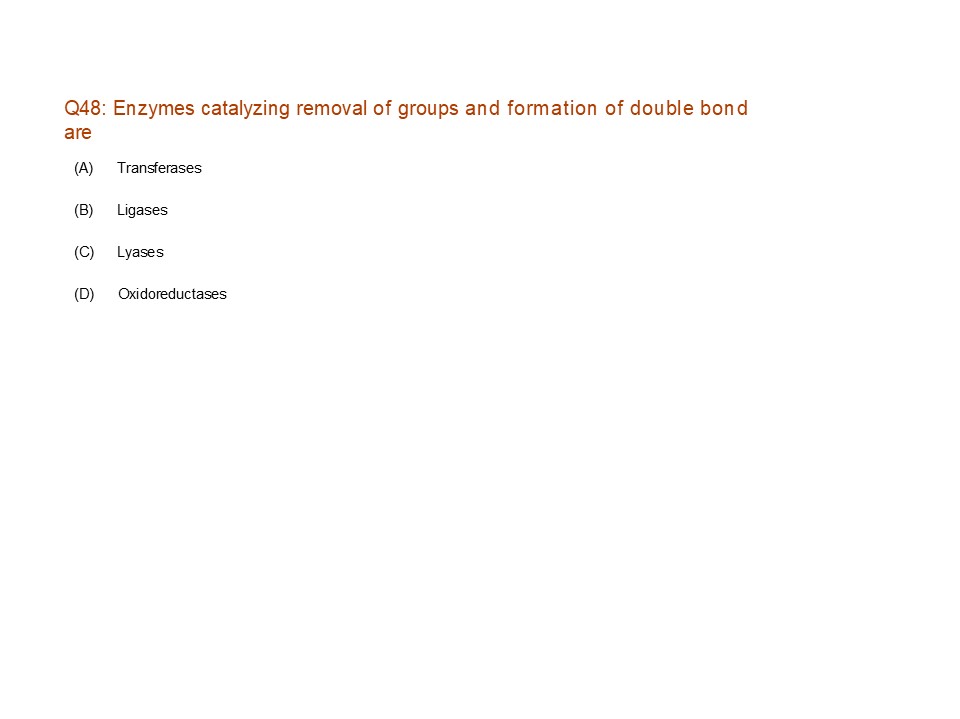 Q48: Enzymes catalyzing removal of groups and formation of double bond
are
(A) Transferases
(B) Ligases
(C) Lyases
(D) Oxidoreductases